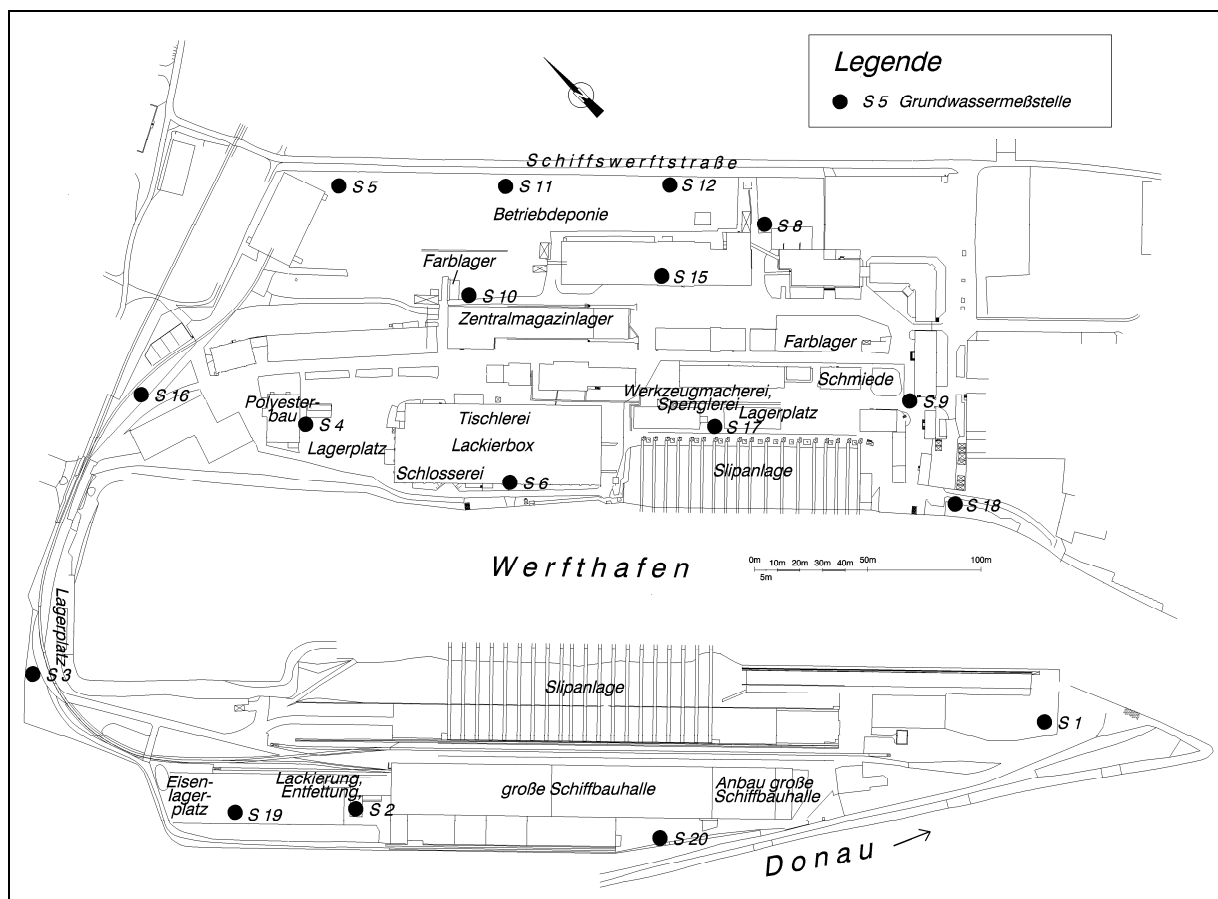 Legende
S 5 Grundwassermeßstelle
Schiffswerftstraße
S 5
S 11
S 12
Betriebdeponie
S 8
Farblager
S 15
S 10
Zentralmagazinlager
Farblager
Schmiede
S 16
Polyester-
bau
S 4
Lagerplatz
Tischlerei
Lackierbox
Schlosserei
S 6
Werkzeugmacherei,
Spenglerei
Lagerplatz
S 17
S 9
Slipanlage
S 18
Werfthafen
0m 10m 20m 30m 40m 50m 100m
5m
Lagerplatz
S 3
Slipanlage
S 1
Eisen-
lager-
platz
Lackierung,
Entfettung,
S 2
S 19
große Schiffbauhalle
Anbau große
Schiffbauhalle
S 20
Donau